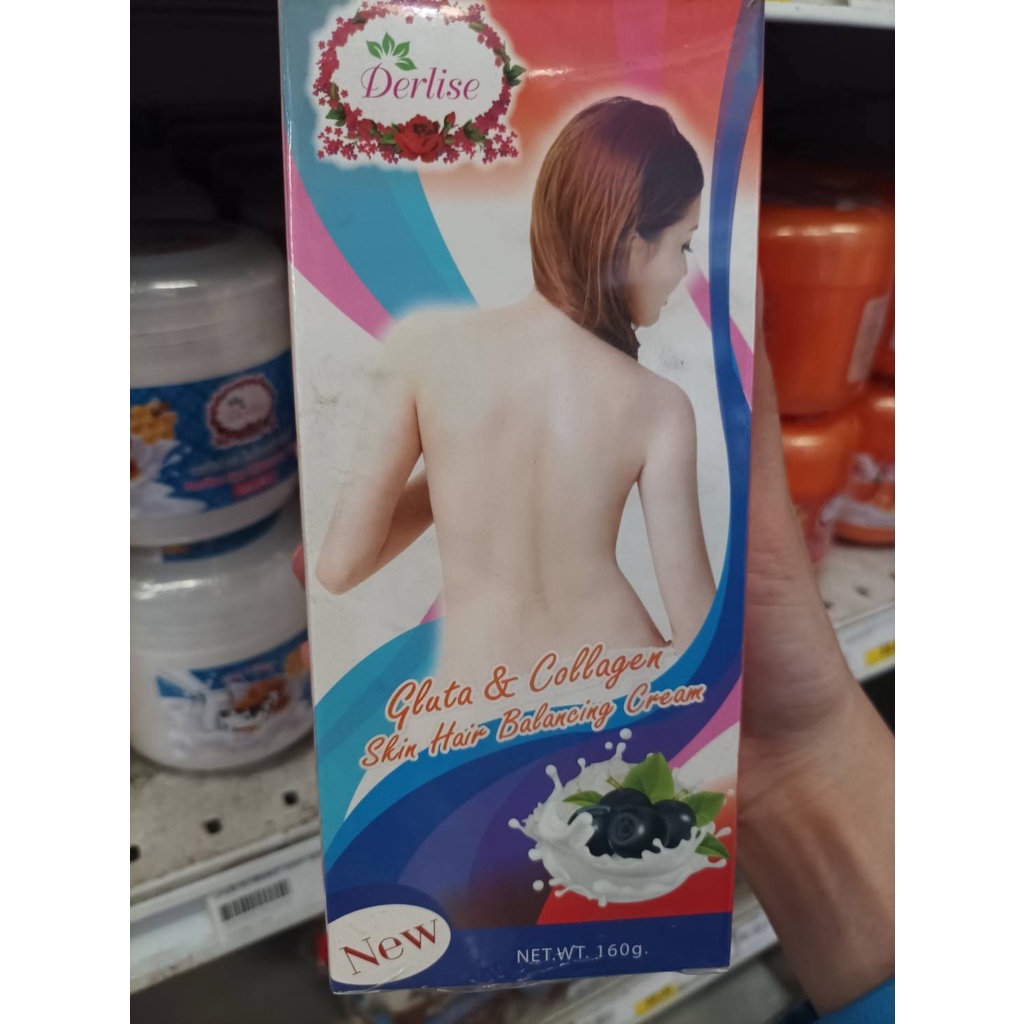 Derlise
Gluta & Collagen
Skin Hair Balancing Cream
New
NET.WT. 160g.